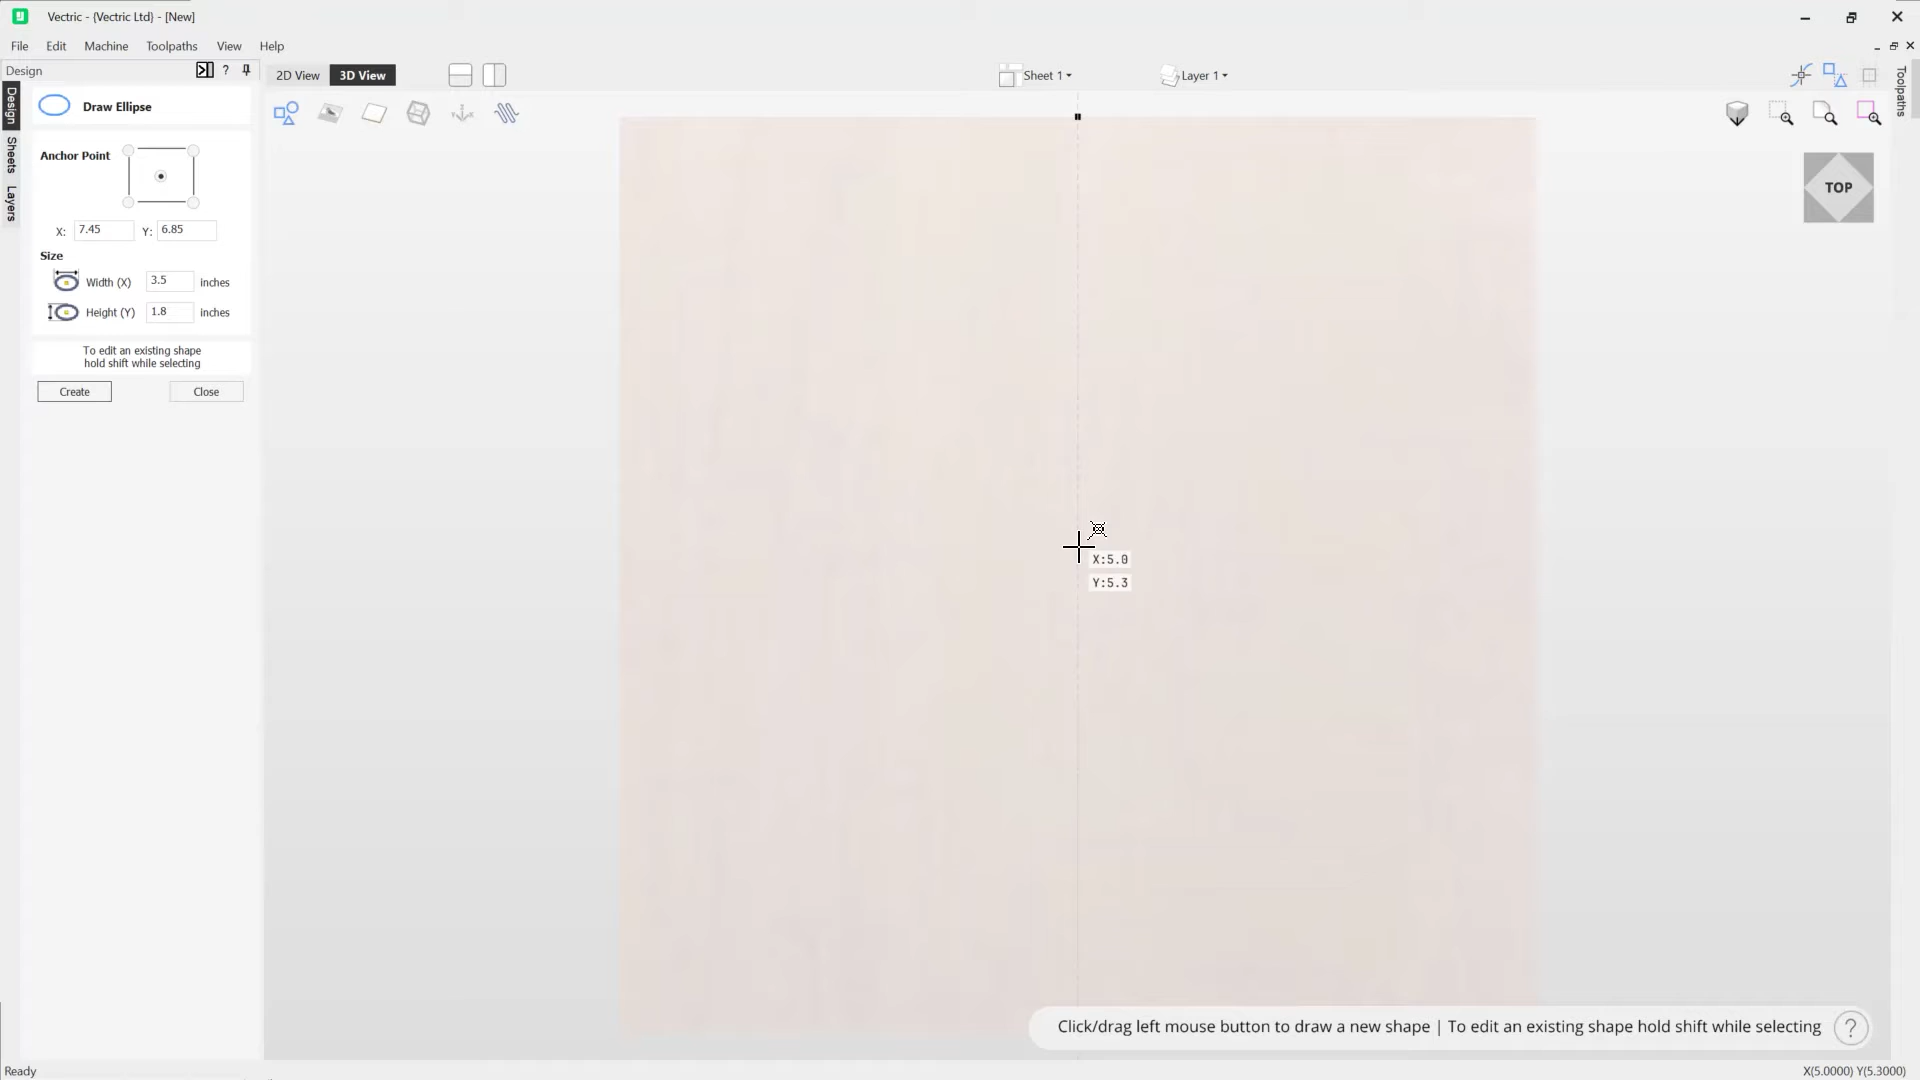 Vectric - {Vectric Ltd} - [New]
File Edit Machine Toolpaths View Help
Design ?
2D View 3D View
Sheet 1
Layer 1
Toolpaths
Design
Sheets
Layers
Draw Ellipse
Anchor Point
X: 7.45 Y: 6.85
Size
Width (X) 3.5 inches
Height (Y) 1.8 inches
To edit an existing shape
hold shift while selecting
Create Close
TOP
X:5.0
Y:5.3
Click/drag left mouse button to draw a new shape | To edit an existing shape hold shift while selecting ?
Ready
X(5.0000) Y(5.3000)